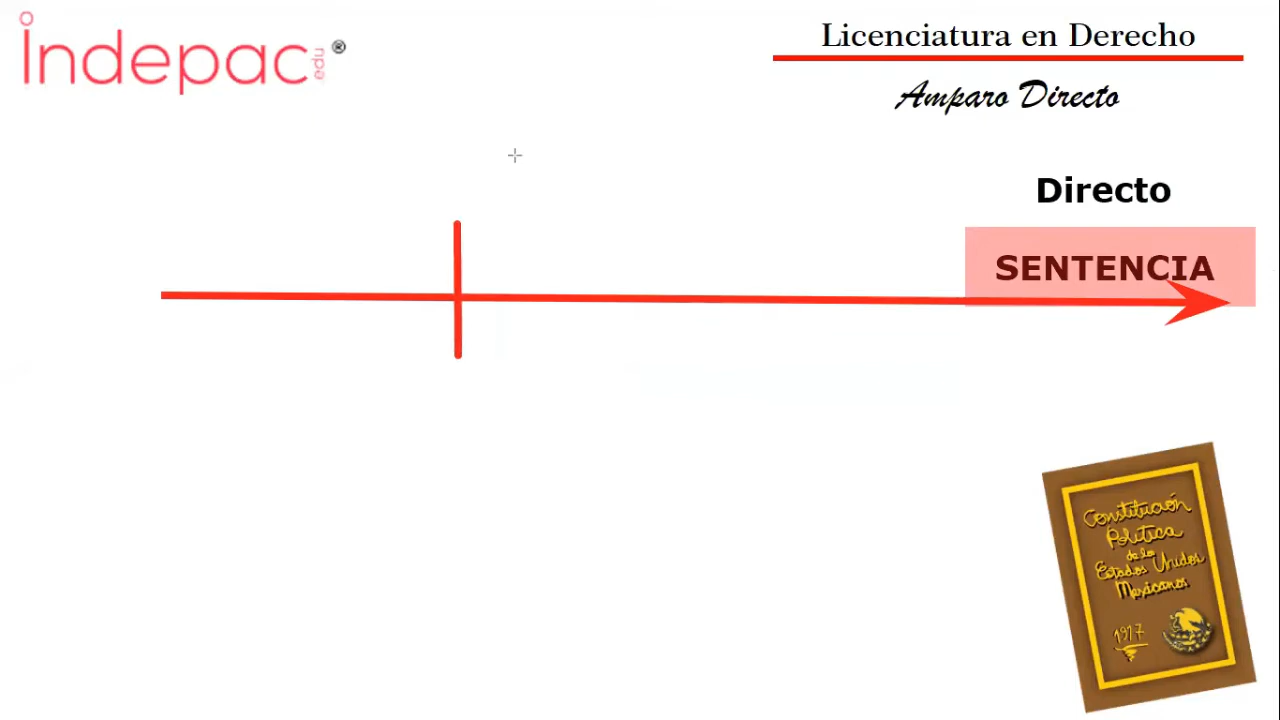 indepac edu ®
Licenciatura en Derecho
Amparo Directo
Directo
SENTENCIA
Constitución
Política
de los
Estados Unidos
Mexicanos
1917